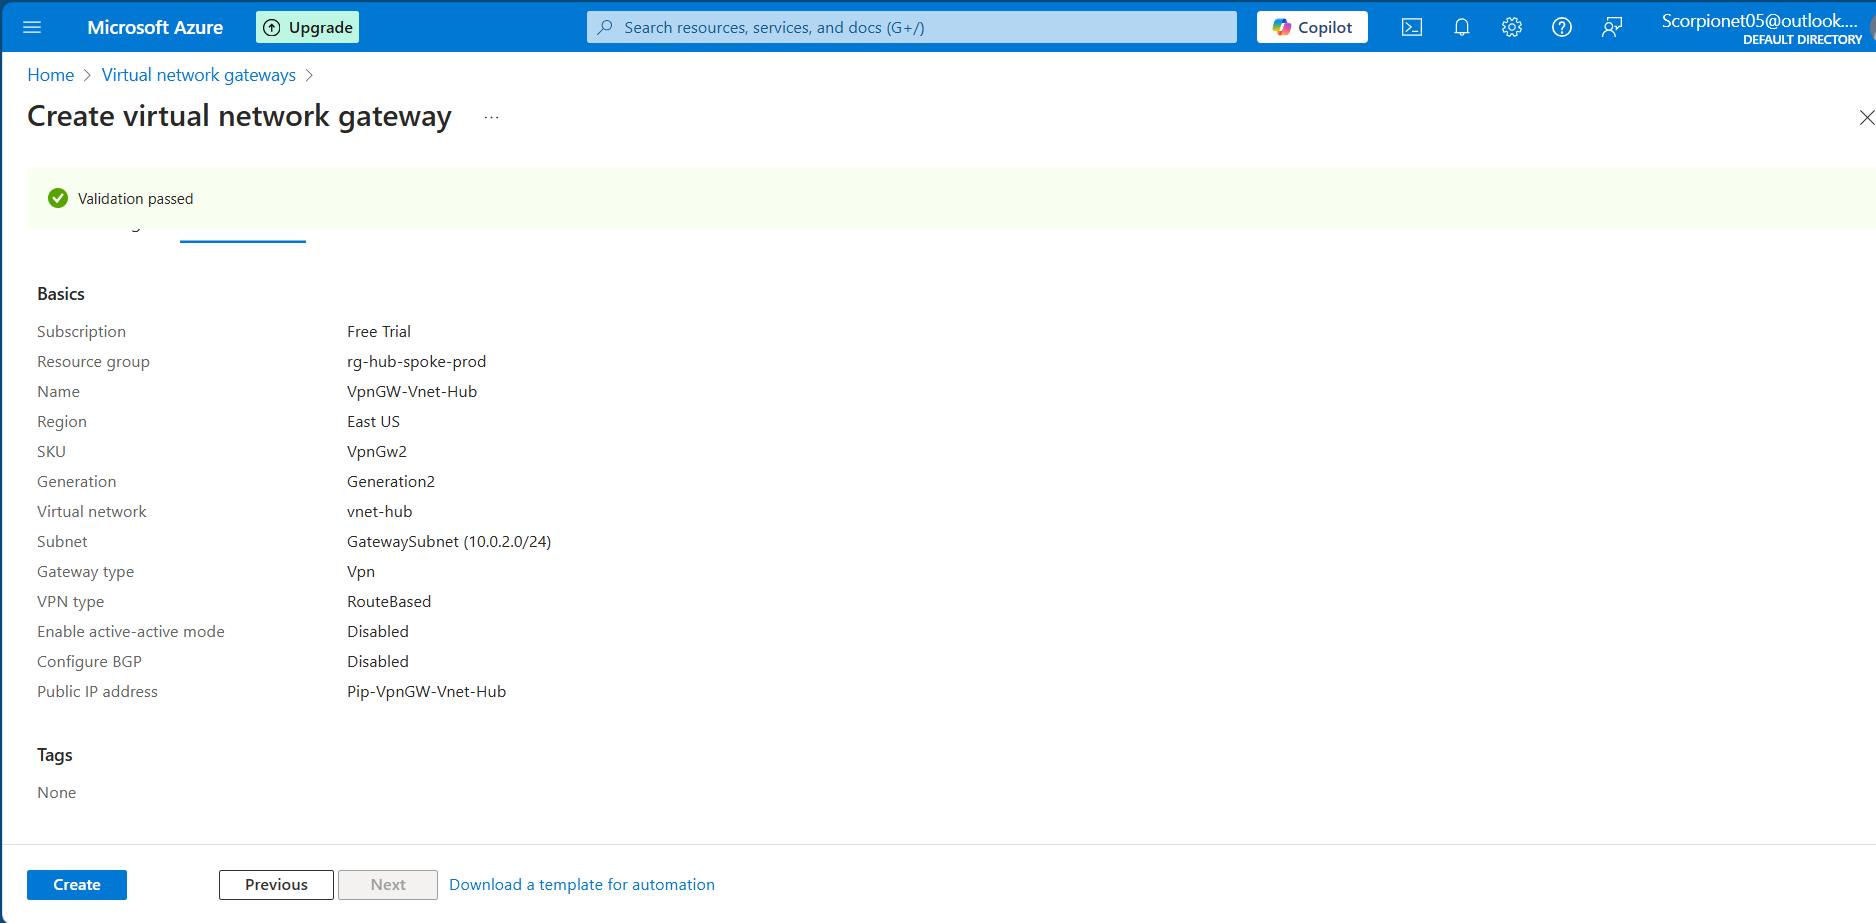 Microsoft Azure
Upgrade
Search resources, services, and docs (G+/)
Copilot
Scorpionet05@outlook....
DEFAULT DIRECTORY
Home > Virtual network gateways >
Create virtual network gateway ...
Validation passed
Basics
Subscription Free Trial
Resource group rg-hub-spoke-prod
Name VpnGW-Vnet-Hub
Region East US
SKU VpnGw2
Generation Generation2
Virtual network vnet-hub
Subnet GatewaySubnet (10.0.2.0/24)
Gateway type Vpn
VPN type RouteBased
Enable active-active mode Disabled
Configure BGP Disabled
Public IP address Pip-VpnGW-Vnet-Hub
Tags
None
Create Previous Next Download a template for automation